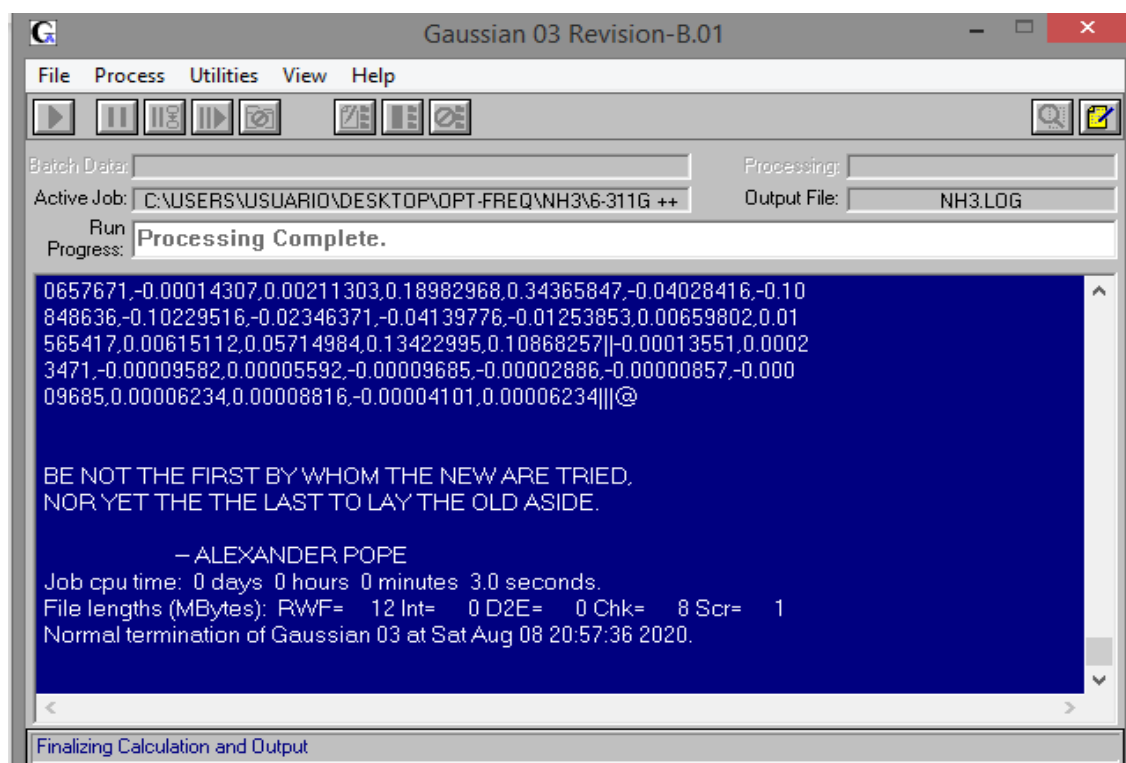 Gaussian 03 Revision-B.01
File Process Utilities View Help
Batch Data: Processing:
Active Job: C:\USERS\USUARIO\DESKTOP\OPT-FREQ\NH3\6-311G ++ Output File: NH3.LOG
Run Progress: Processing Complete.
0657671,-0.00014307,0.00211303,0.18982968,0.34365847,-0.04028416,-0.10
848636,-0.10229516,-0.02346371,-0.04139776,-0.01253853,0.00659802,0.01
565417,0.00615112,0.05714984,0.13422995,0.10868257||-0.00013551,0.0002
3471,-0.00009582,0.00005592,-0.00009685,-0.00002886,-0.00000857,-0.000
09685,0.00006234,0.00008816,-0.00004101,0.00006234|||@
BE NOT THE FIRST BY WHOM THE NEW ARE TRIED,
NOR YET THE THE LAST TO LAY THE OLD ASIDE.
-- ALEXANDER POPE
Job cpu time: 0 days 0 hours 0 minutes 3.0 seconds.
File lengths (MBytes): RWF= 12 Int= 0 D2E= 0 Chk= 8 Scr= 1
Normal termination of Gaussian 03 at Sat Aug 08 20:57:36 2020.
Finalizing Calculation and Output